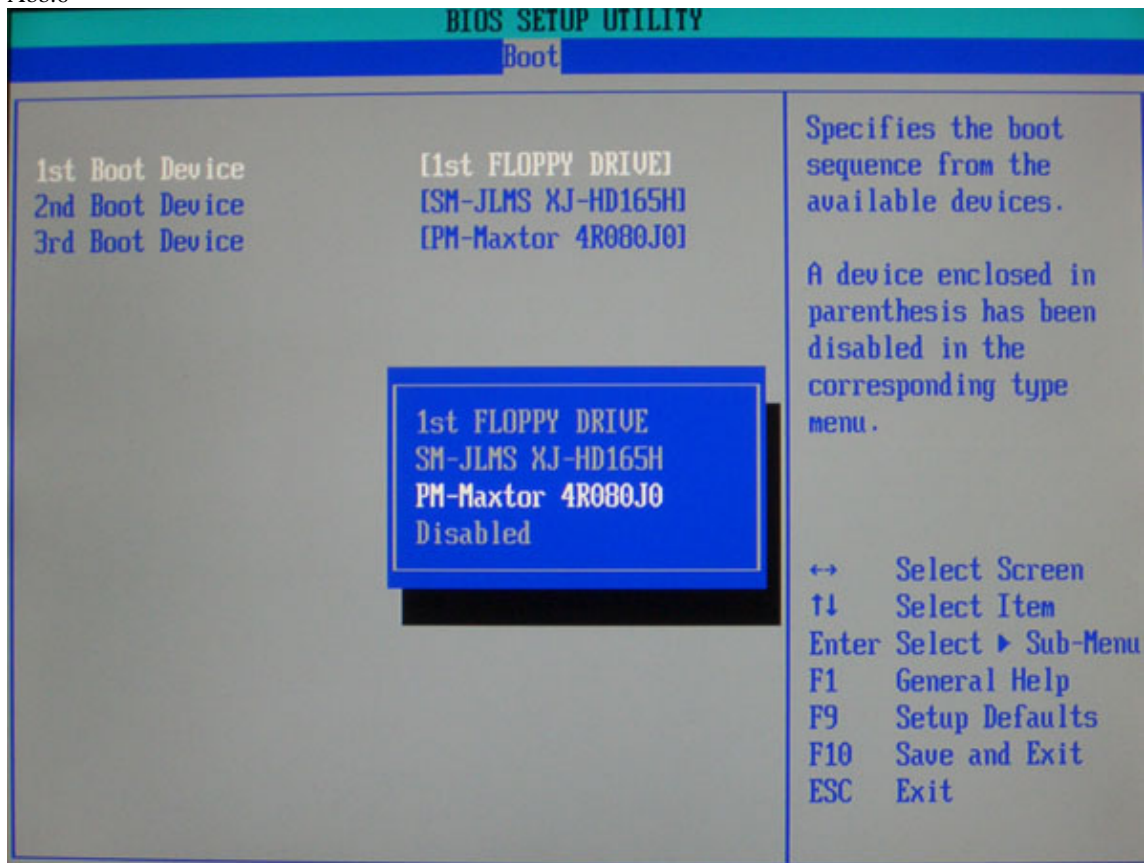 BIOS SETUP UTILITY
Boot
1st Boot Device [1st FLOPPY DRIVE]
2nd Boot Device [SM-JLMS XJ-HD165H]
3rd Boot Device [PM-Maxtor 4R080J0]
1st FLOPPY DRIVE
SM-JLMS XJ-HD165H
PM-Maxtor 4R080J0
Disabled
Specifies the boot
sequence from the
available devices.
A device enclosed in
parenthesis has been
disabled in the
corresponding type
menu.
↔ Select Screen
↑↓ Select Item
Enter Select ▶ Sub-Menu
F1 General Help
F9 Setup Defaults
F10 Save and Exit
ESC Exit